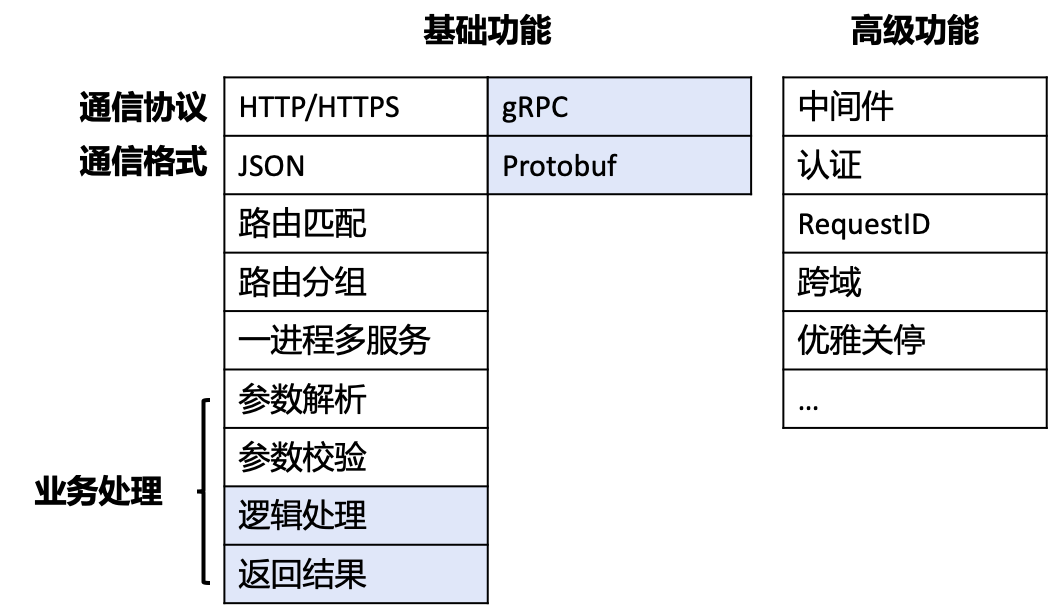 基础功能
高级功能
通信协议
HTTP/HTTPS
gRPC
中间件
通信格式
JSON
Protobuf
认证
路由匹配
RequestID
路由分组
跨域
一进程多服务
优雅关停
参数解析
...
参数校验
业务处理
逻辑处理
返回结果